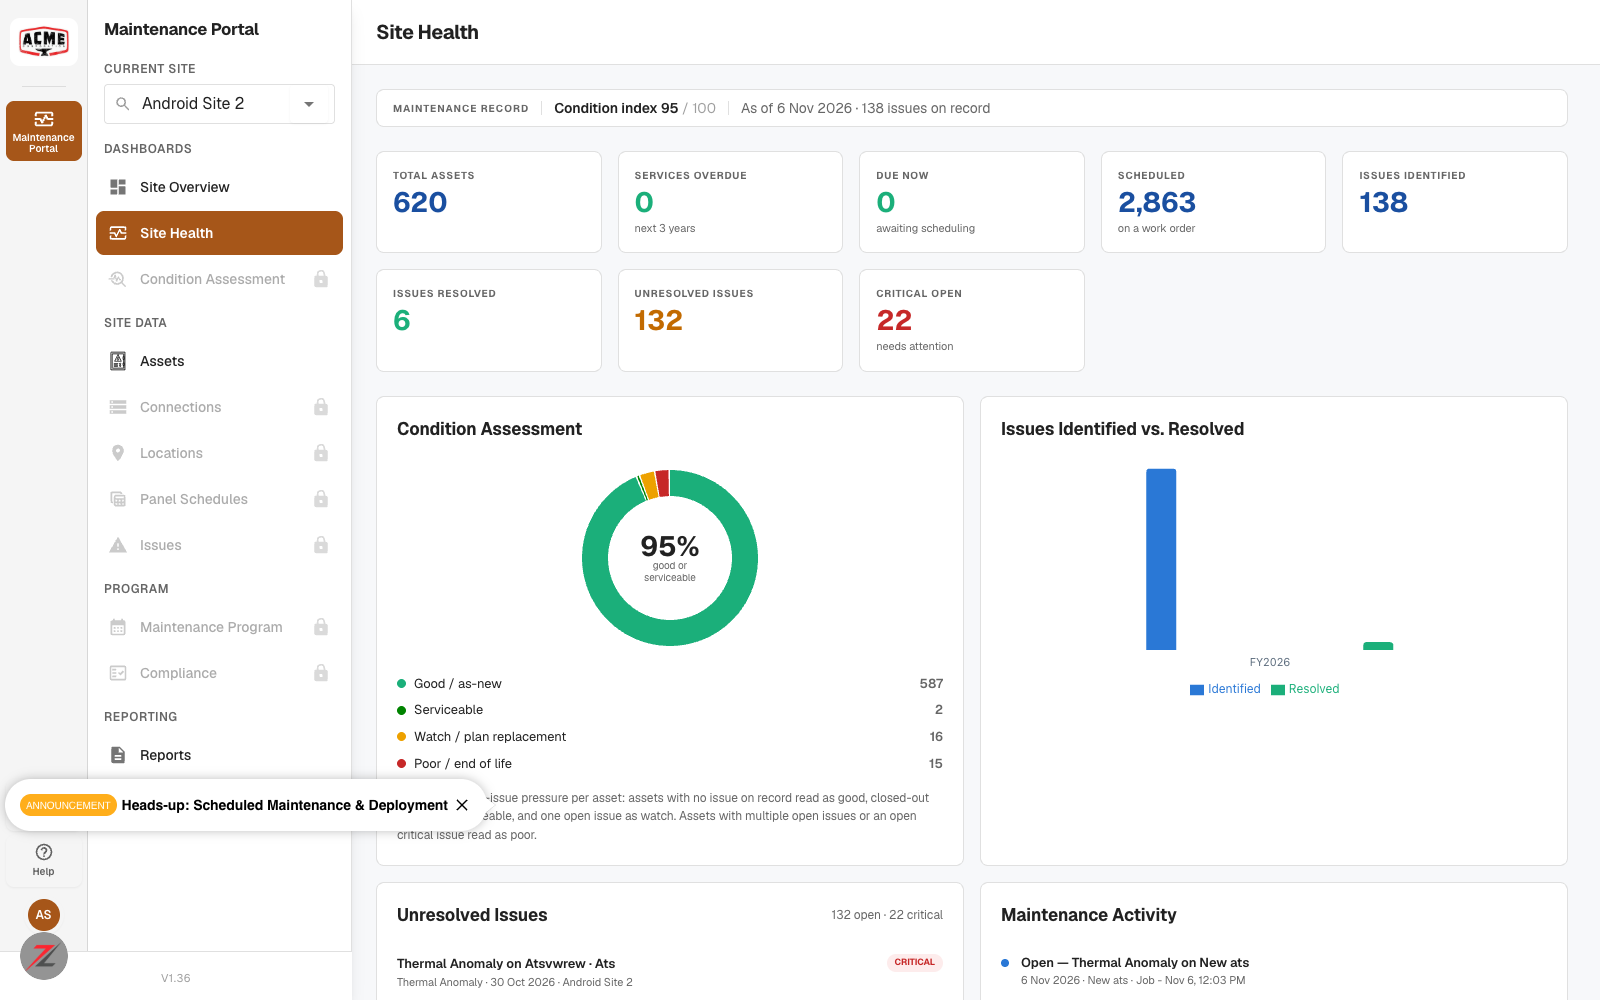 ACME
Maintenance Portal
Maintenance Portal
CURRENT SITE
Android Site 2
DASHBOARDS
Site Overview
Site Health
Condition Assessment
SITE DATA
Assets
Connections
Locations
Panel Schedules
Issues
PROGRAM
Maintenance Program
Compliance
REPORTING
Reports
ANNOUNCEMENT Heads-up: Scheduled Maintenance & Deployment
Help
AS
V1.36
Site Health
MAINTENANCE RECORD Condition index 95 / 100 As of 6 Nov 2026 · 138 issues on record
TOTAL ASSETS
620
SERVICES OVERDUE
0
next 3 years
DUE NOW
0
awaiting scheduling
SCHEDULED
2,863
on a work order
ISSUES IDENTIFIED
138
ISSUES RESOLVED
6
UNRESOLVED ISSUES
132
CRITICAL OPEN
22
needs attention
Condition Assessment
95%
good or
serviceable
Good / as-new 587
Serviceable 2
Watch / plan replacement 16
Poor / end of life 15
-issue pressure per asset: assets with no issue on record read as good, closed-out
eable, and one open issue as watch. Assets with multiple open issues or an open
critical issue read as poor.
Issues Identified vs. Resolved
FY2026
Identified Resolved
Unresolved Issues 132 open · 22 critical
Thermal Anomaly on Atsvwrew · Ats CRITICAL
Thermal Anomaly · 30 Oct 2026 · Android Site 2
Maintenance Activity
Open — Thermal Anomaly on New ats
6 Nov 2026 · New ats · Job - Nov 6, 12:03 PM